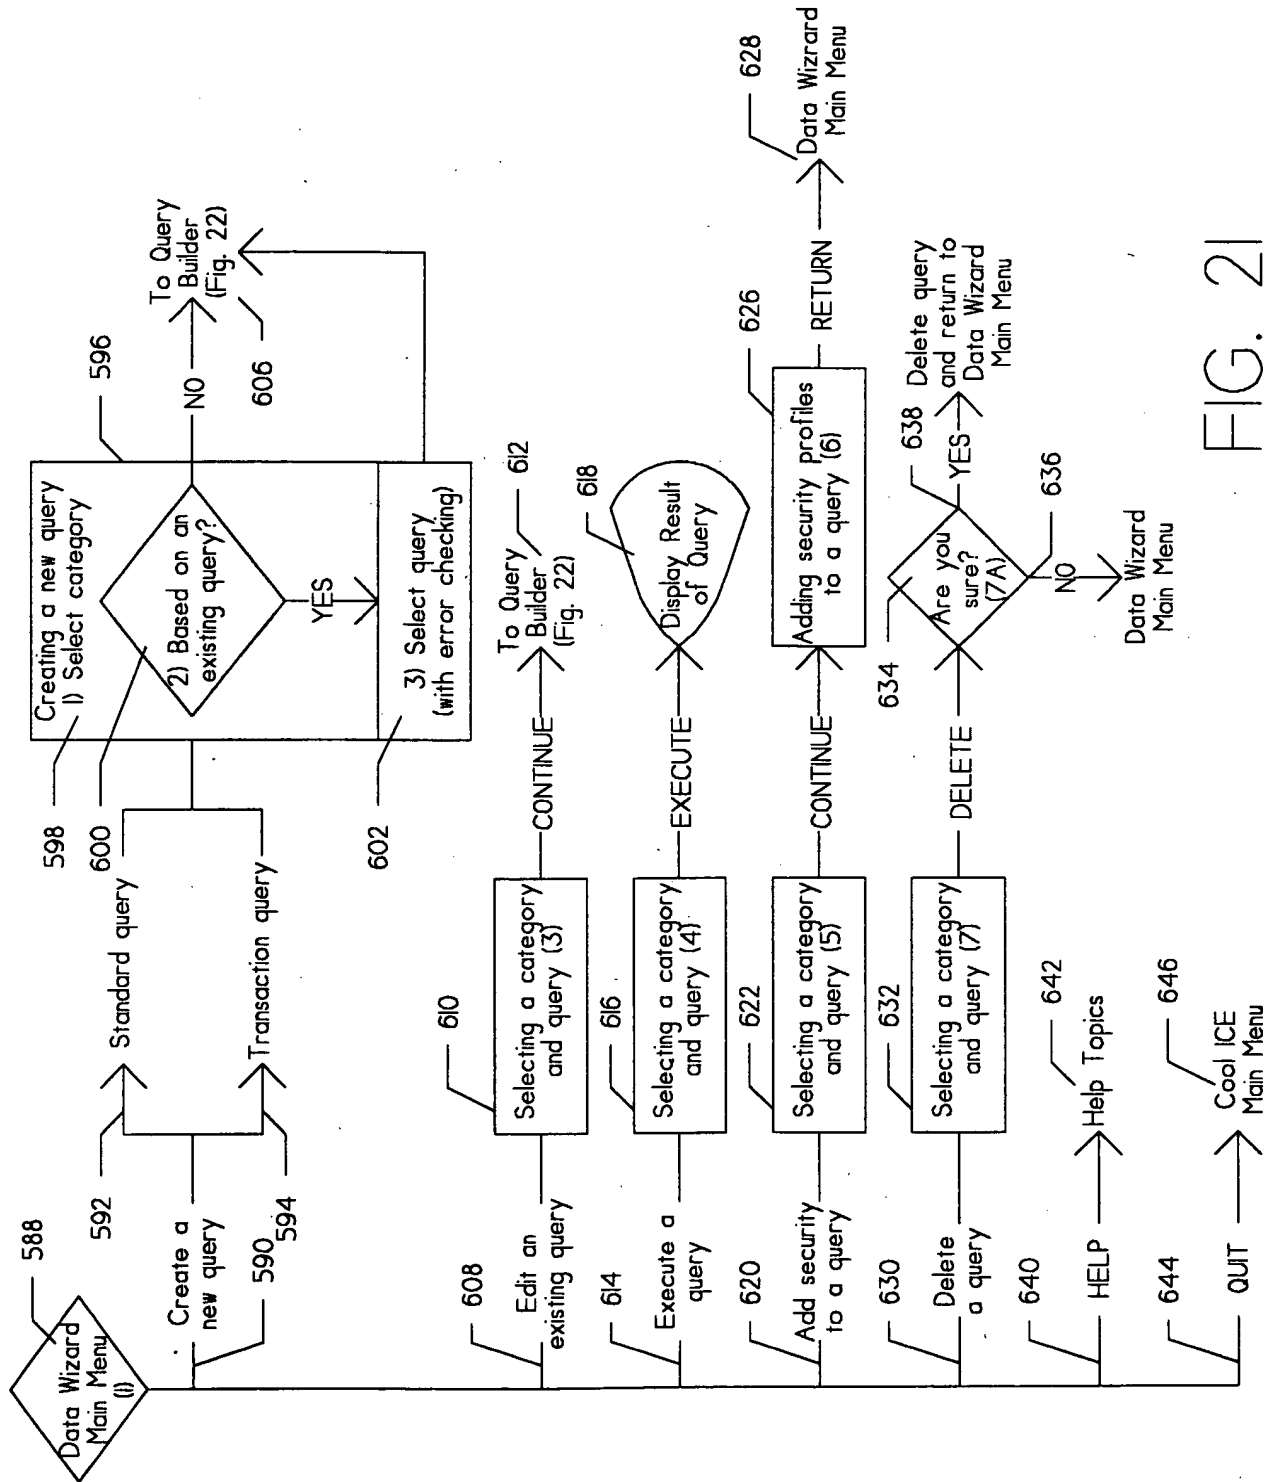 Data Wizard
Main Menu
(1)
588
Create a
new query
590
592
Standard query
594
Transaction query
596
Creating a new query
1) Select category
598
2) Based on an
existing query?
600
NO
To Query
Builder
(Fig. 22)
606
YES
3) Select query
(with error checking)
602
608
Edit an
existing query
610
Selecting a category
and query (3)
CONTINUE
To Query
Builder
(Fig. 22)
612
614
Execute a
query
616
Selecting a category
and query (4)
EXECUTE
Display Result
of Query
618
620
Add security
to a query
622
Selecting a category
and query (5)
CONTINUE
Adding security profiles
to a query (6)
626
RETURN
Data Wizrard
Main Menu
628
630
Delete
a query
632
Selecting a category
and query (7)
DELETE
634
Are you
sure?
(7A)
638
YES
Delete query
and return to
Data Wizard
Main Menu
636
NO
Data Wizard
Main Menu
640
HELP
642
Help Topics
644
QUIT
646
Cool ICE
Main Menu
FIG. 21